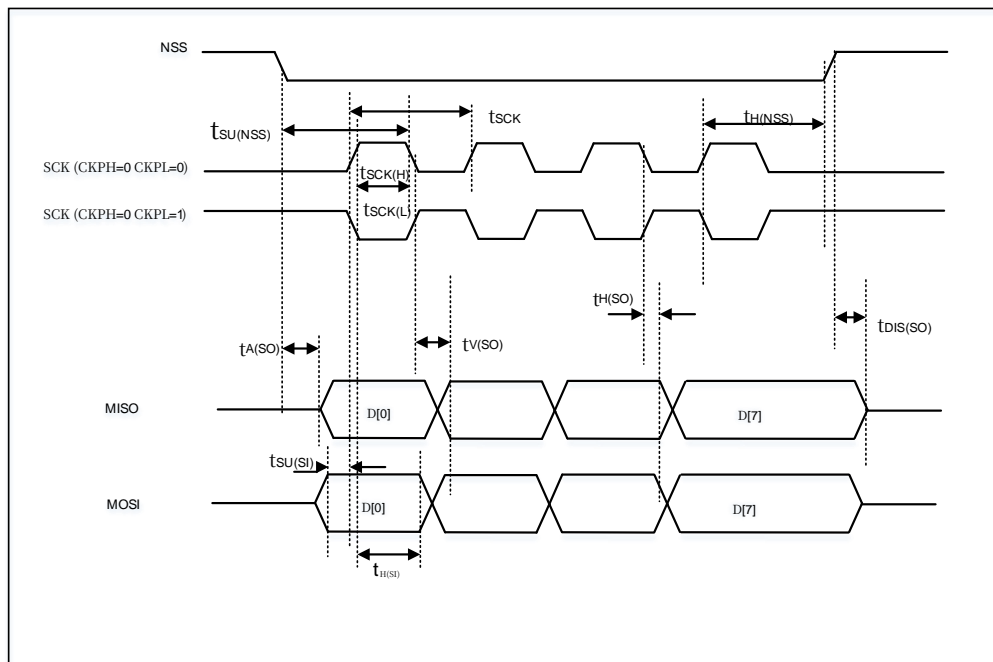 NSS
tSCK
tH(NSS)
tSU(NSS)
SCK (CKPH=0 CKPL=0)
tSCK(H)
SCK (CKPH=0 CKPL=1)
tSCK(L)
tH(SO)
tDIS(SO)
tV(SO)
tA(SO)
MISO
D[0]
D[7]
tSU(SI)
MOSI
D[0]
D[7]
tH(SI)